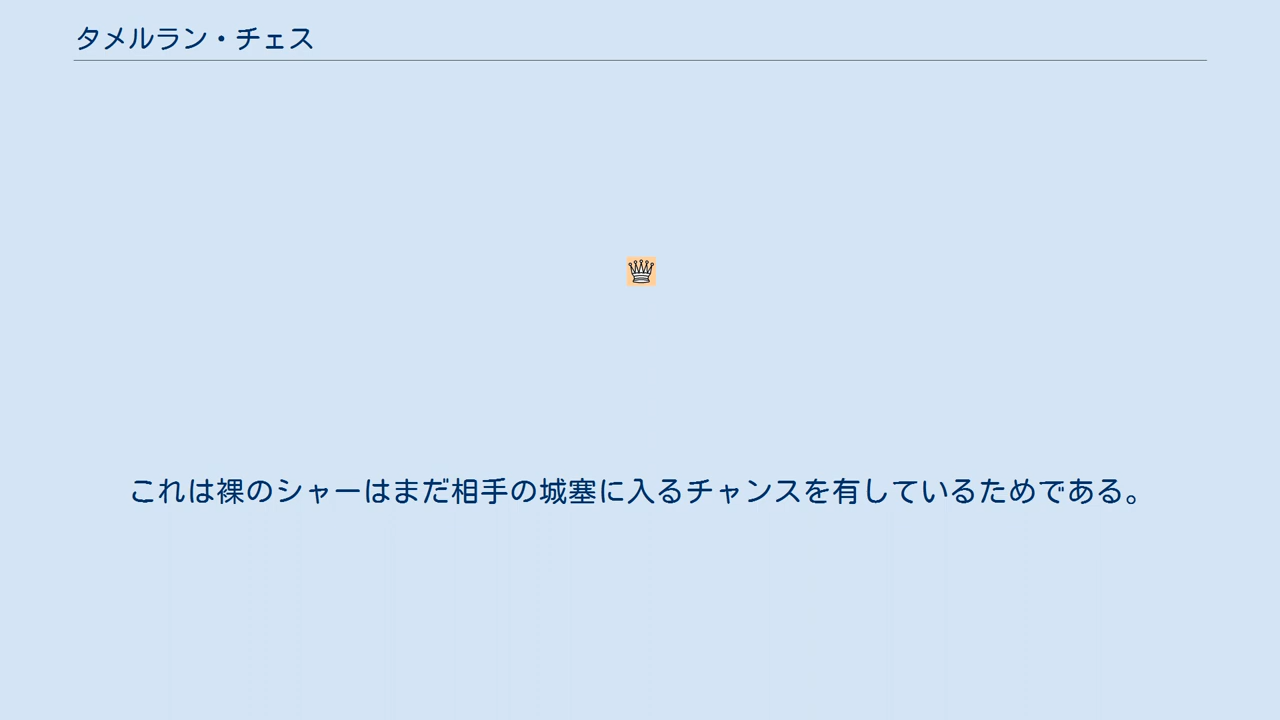 タメルラン・チェス
これは裸のシャーはまだ相手の城塞に入るチャンスを有しているためである。